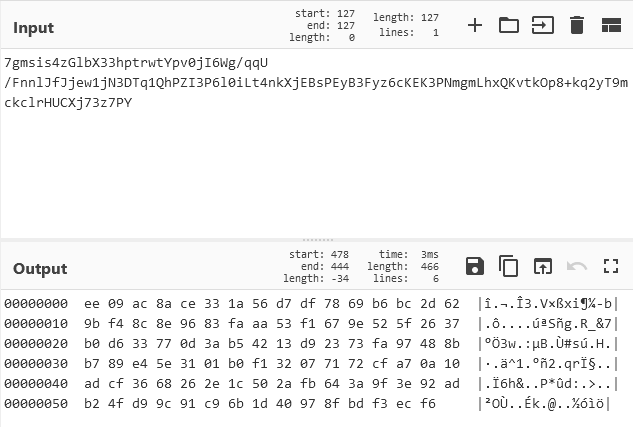 Input
start: 127
end: 127
length: 0
length: 127
lines: 1
7gmsis4zGlbX33hptrwtYpv0jI6Wg/qqU
/FnnlJfJjew1jN3DTq1QhPZI3P6l0iLt4nkXjEBsPEyB3Fyz6cKEK3PNmgmLhxQKvtkOp8+kq2yT9m
ckclrHUCXj73z7PY
Output
start: 478
end: 444
length: -34
time: 3ms
length: 466
lines: 6
00000000 ee 09 ac 8a ce 33 1a 56 d7 df 78 69 b6 bc 2d 62 |î.¬.Î3.V×ßxi¶¼-b|
00000010 9b f4 8c 8e 96 83 fa aa 53 f1 67 9e 52 5f 26 37 |.ô....úªSñg.R_&7|
00000020 b0 d6 33 77 0d 3a b5 42 13 d9 23 73 fa 97 48 8b |°Ö3w.:µB.Ù#sú.H.|
00000030 b7 89 e4 5e 31 01 b0 f1 32 07 71 72 cf a7 0a 10 |·.ä^1.°ñ2.qrÏ§..|
00000040 ad cf 36 68 26 2e 1c 50 2a fb 64 3a 9f 3e 92 ad |.Ï6h&..P*ûd:.>..|
00000050 b2 4f d9 9c 91 c9 6b 1d 40 97 8f bd f3 ec f6 |²OÙ..Ék.@..½óìö|